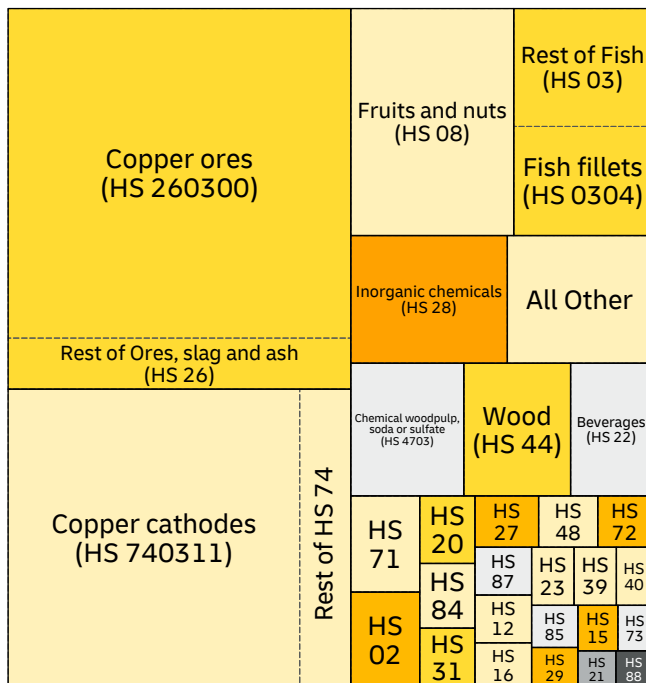 Copper ores
(HS 260300)
Rest of Ores, slag and ash
(HS 26)
Copper cathodes
(HS 740311)
Rest of HS 74
Fruits and nuts
(HS 08)
Rest of Fish
(HS 03)
Fish fillets
(HS 0304)
Inorganic chemicals
(HS 28)
All Other
Chemical woodpulp,
soda or sulfate
(HS 4703)
Wood
(HS 44)
Beverages
(HS 22)
HS
71
HS
02
HS
20
HS
84
HS
31
HS
27
HS
48
HS
72
HS
87
HS
12
HS
16
HS
23
HS
39
HS
40
HS
85
HS
15
HS
73
HS
29
HS
21
HS
88